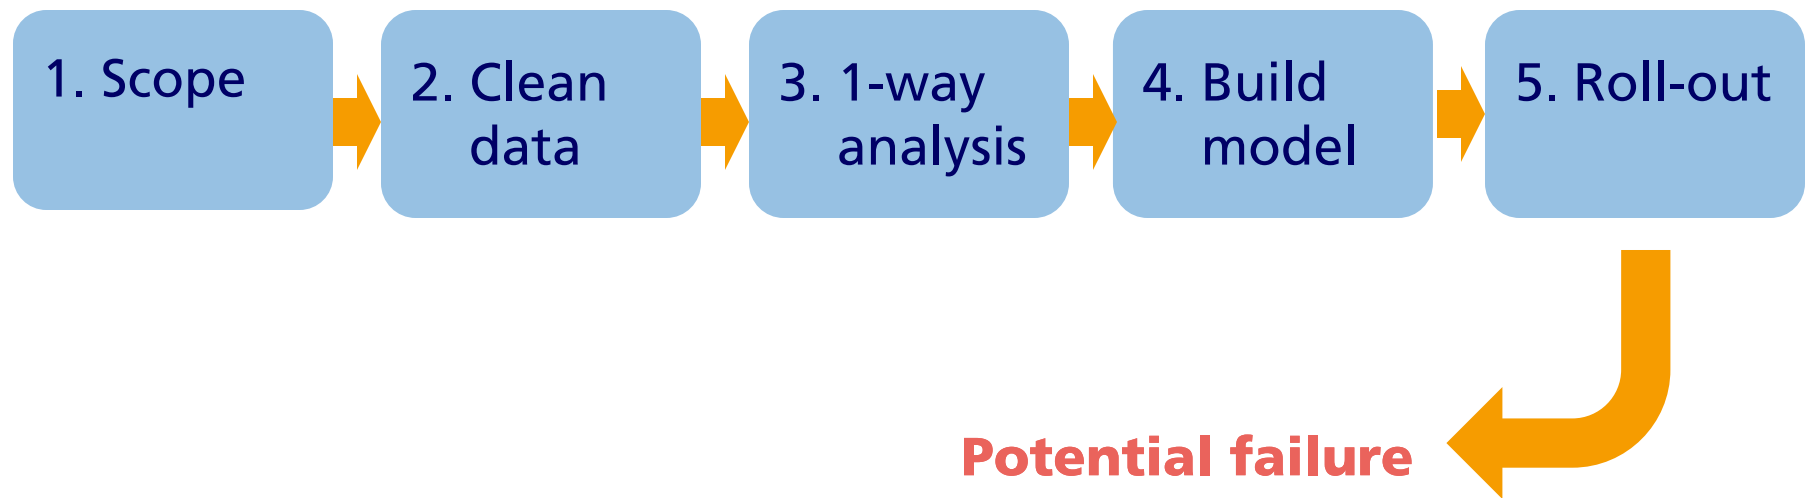 1. Scope
2. Clean
data
3. 1-way
analysis
4. Build
model
5. Roll-out
Potential failure